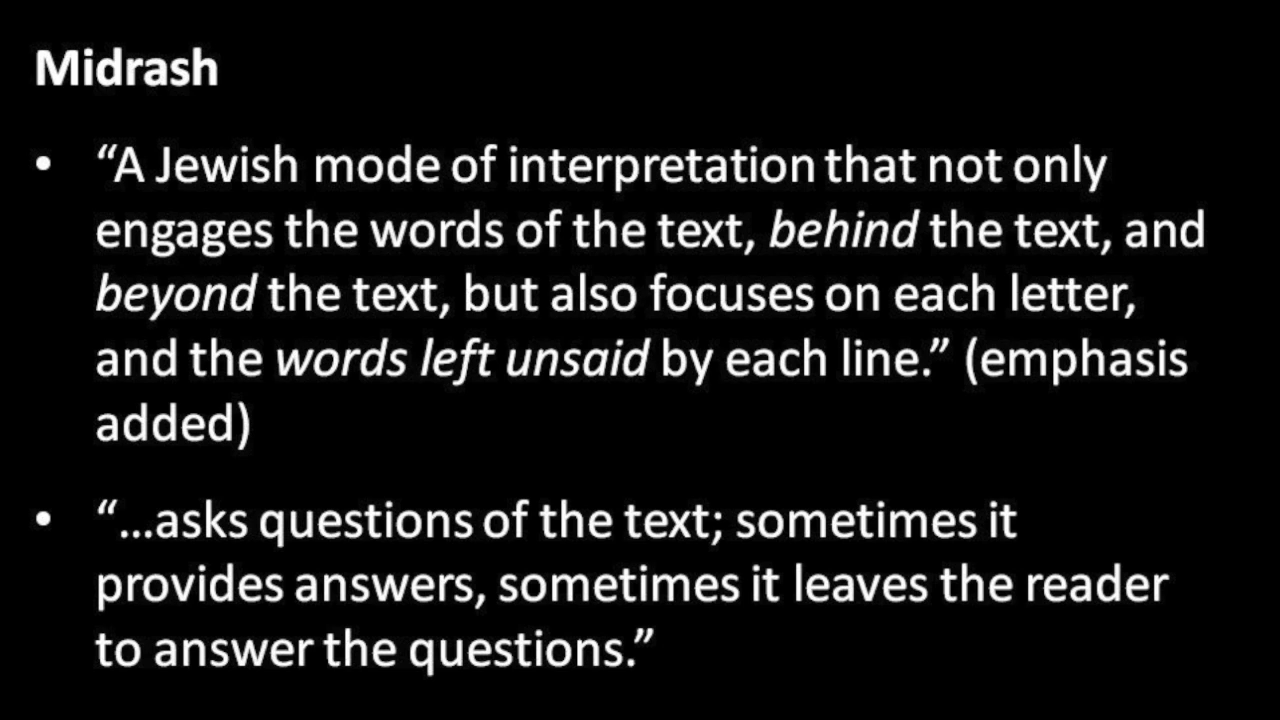 Midrash
• “A Jewish mode of interpretation that not only
engages the words of the text, behind the text, and
beyond the text, but also focuses on each letter,
and the words left unsaid by each line.” (emphasis
added)
• “…asks questions of the text; sometimes it
provides answers, sometimes it leaves the reader
to answer the questions.”